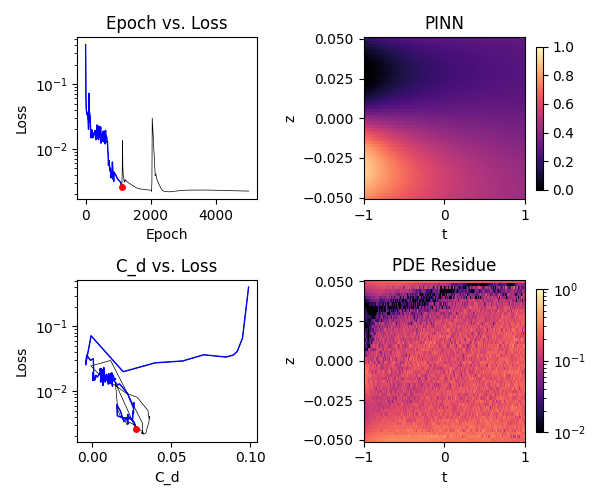 Epoch vs. Loss
Loss
10⁻¹
10⁻²
0
2000
4000
Epoch
PINN
z
0.050
0.025
0.000
−0.025
−0.050
−1
0
1
t
1.0
0.8
0.6
0.4
0.2
0.0
C_d vs. Loss
Loss
10⁻¹
10⁻²
0.00
0.05
0.10
C_d
PDE Residue
z
0.050
0.025
0.000
−0.025
−0.050
−1
0
1
t
10⁰
10⁻¹
10⁻²